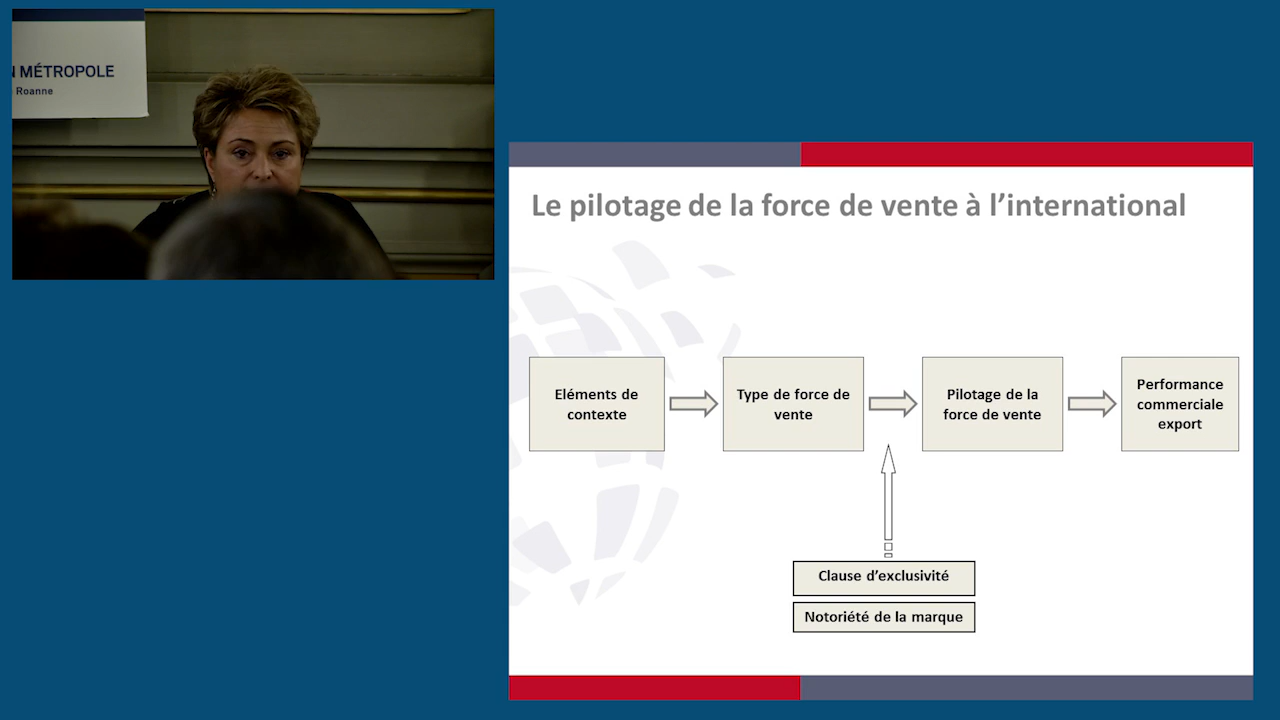 MÉTROPOLE
Roanne
Le pilotage de la force de vente à l’international
Eléments de
contexte
Type de force de
vente
Pilotage de la
force de vente
Performance
commerciale
export
Clause d’exclusivité
Notoriété de la marque